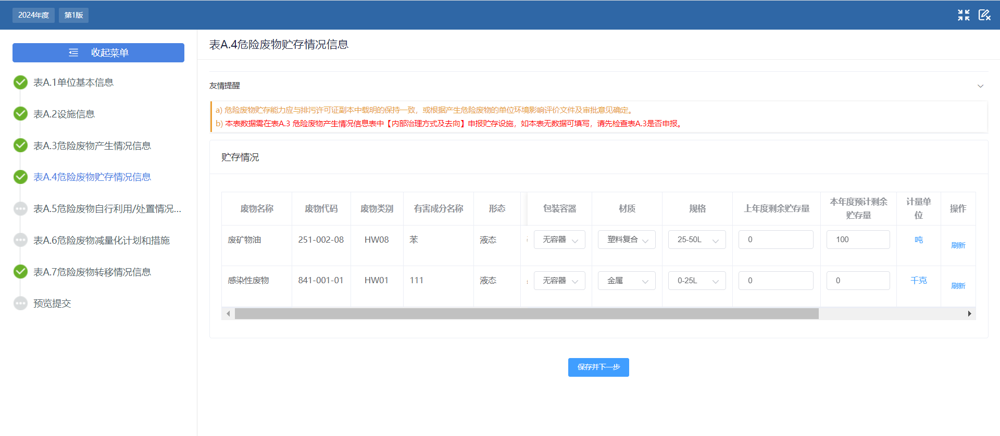 2024年度 第1版
收起菜单
表A.1单位基本信息
表A.2设施信息
表A.3危险废物产生情况信息
表A.4危险废物贮存情况信息
表A.5危险废物自行利用/处置情况...
表A.6危险废物减量化计划和措施
表A.7危险废物转移情况信息
预览提交
表A.4危险废物贮存情况信息
友情提醒
a) 危险废物贮存能力应与排污许可证副本中载明的保持一致，或根据产生危险废物的单位环境影响评价文件及审批意见确定。
b) 本表数据需在表A.3 危险废物产生情况信息表中【内部治理方式及去向】申报贮存设施，如本表无数据可填写，请先检查表A.3是否申报。
贮存情况
废物名称 废物代码 废物类别 有害成分名称 形态 包装容器 材质 规格 上年度剩余贮存量 本年度预计剩余贮存量 计量单位 操作
废矿物油 251-002-08 HW08 苯 液态 无容器 塑料复合 25-50L 0 100 吨 刷新
感染性废物 841-001-01 HW01 111 液态 无容器 金属 0-25L 0 0 千克 刷新
保存并下一步